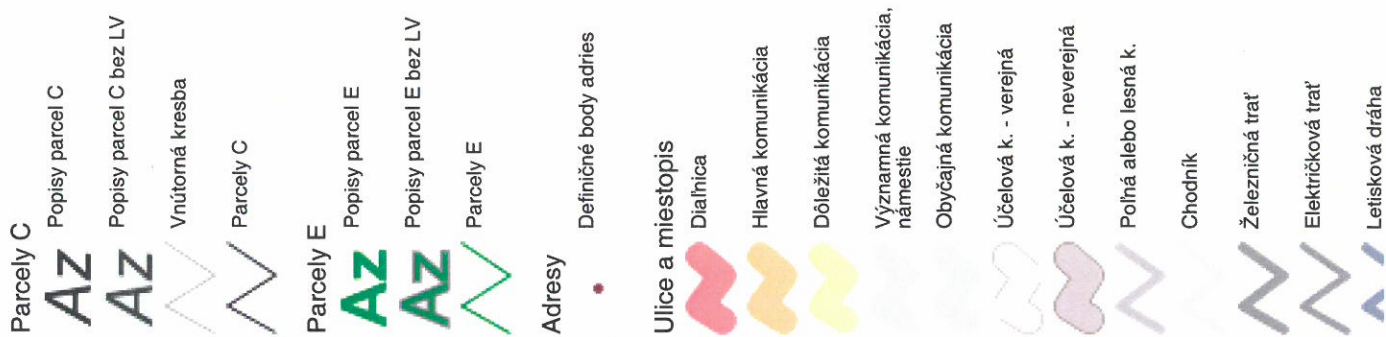 Parcely C
Az Popisy parcel C
Az Popisy parcel C bez LV
Vnútorná kresba
Parcely C
Parcely E
Az Popisy parcel E
Az Popisy parcel E bez LV
Parcely E
Adresy
Definičné body adries
Ulice a miestopis
Diaľnica
Hlavná komunikácia
Dôležitá komunikácia
Významná komunikácia,
námestie
Obyčajná komunikácia
Účelová k. - verejná
Účelová k. - neverejná
Poľná alebo lesná k.
Chodník
Železničná trať
Električková trať
Letisková dráha